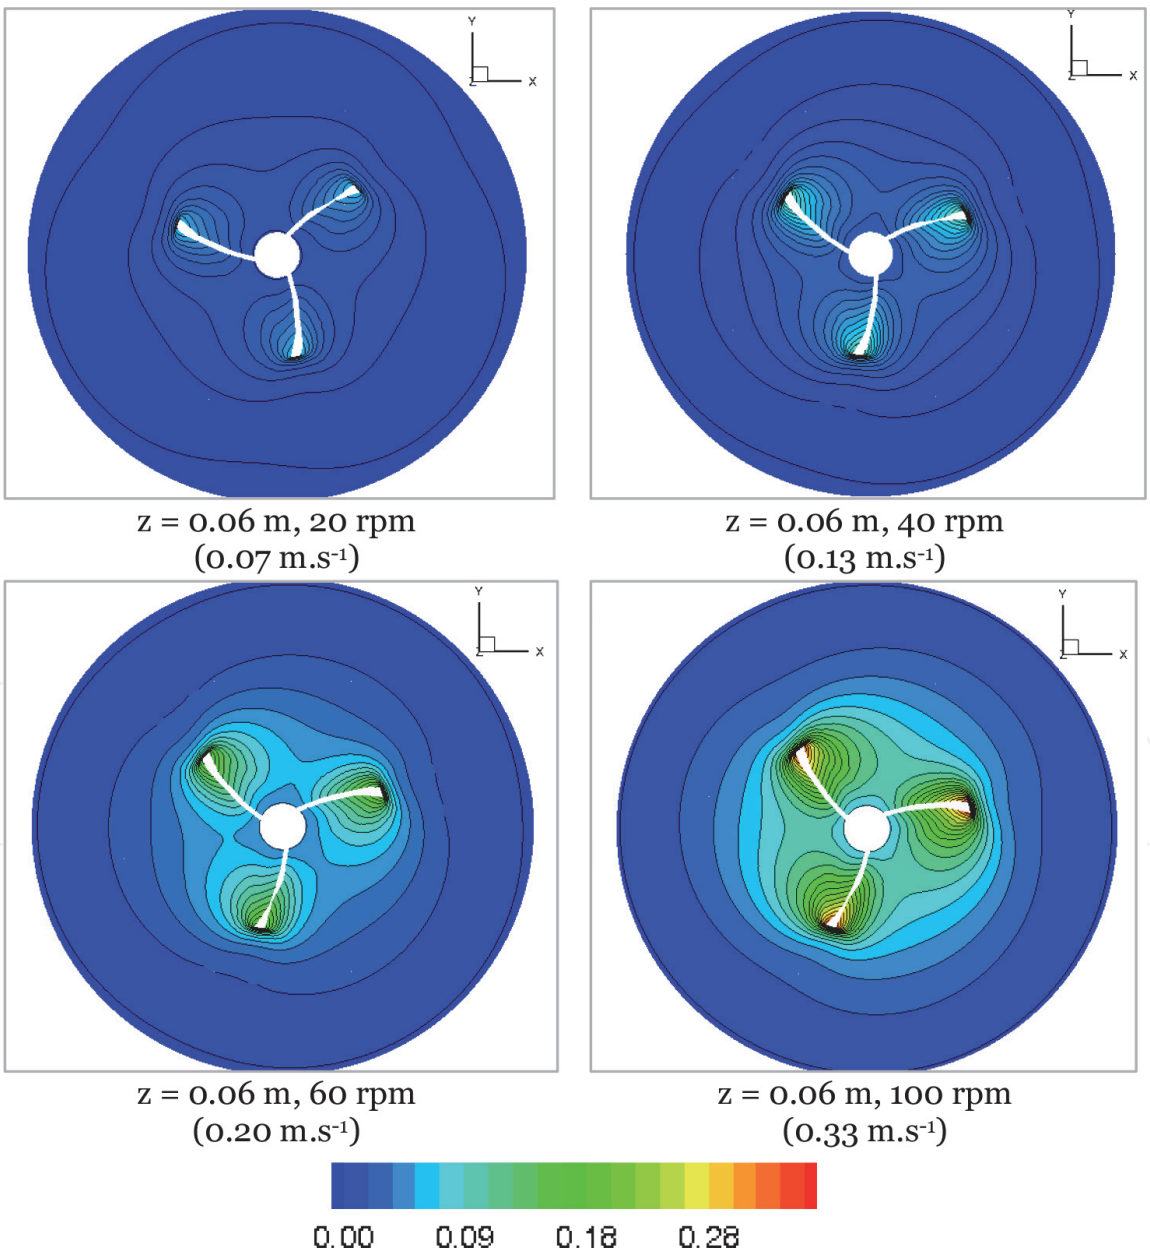 Y
Z X
Y
Z X
z = 0.06 m, 20 rpm
(0.07 m.s-1)
z = 0.06 m, 40 rpm
(0.13 m.s-1)
Y
Z X
Y
Z X
z = 0.06 m, 60 rpm
(0.20 m.s-1)
z = 0.06 m, 100 rpm
(0.33 m.s-1)
0.00 0.09 0.18 0.28